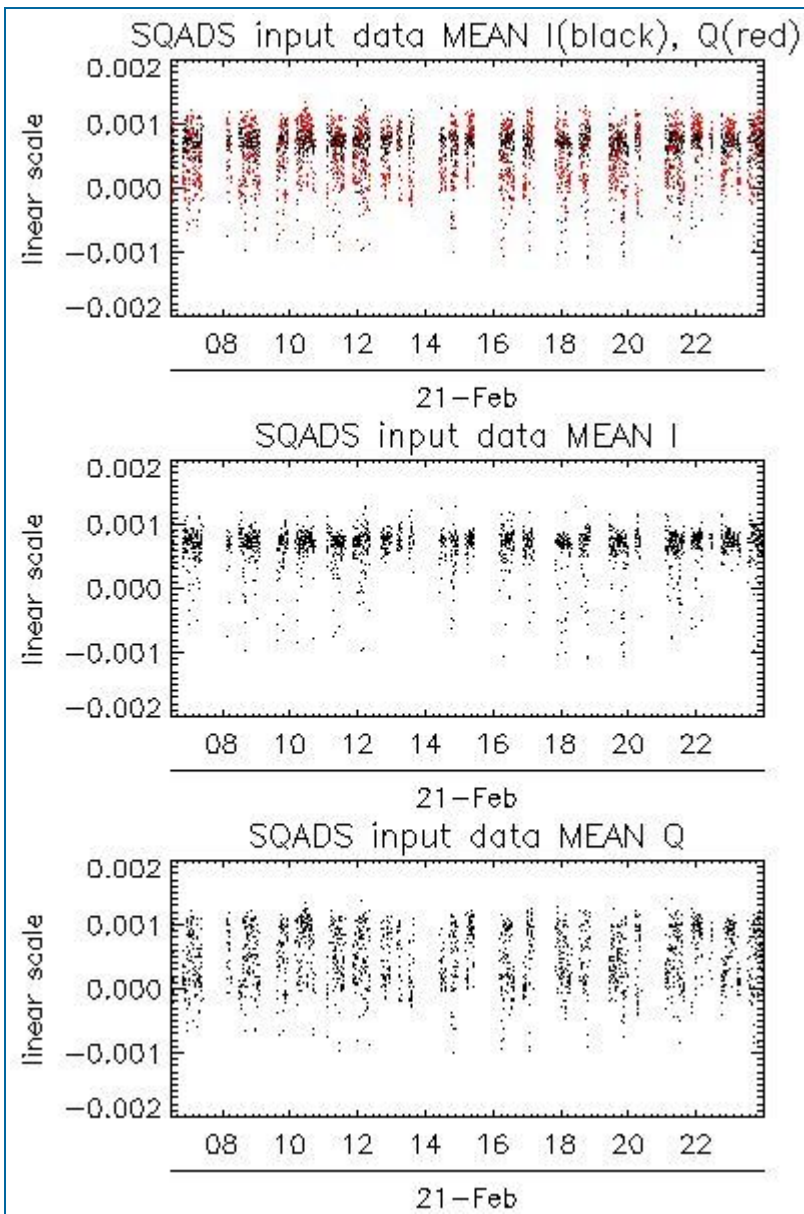 SQADS input data MEAN I(black), Q(red)
0.002
0.001
0.000
-0.001
-0.002
linear scale
08 10 12 14 16 18 20 22
21-Feb
SQADS input data MEAN I
0.002
0.001
0.000
-0.001
-0.002
linear scale
08 10 12 14 16 18 20 22
21-Feb
SQADS input data MEAN Q
0.002
0.001
0.000
-0.001
-0.002
linear scale
08 10 12 14 16 18 20 22
21-Feb